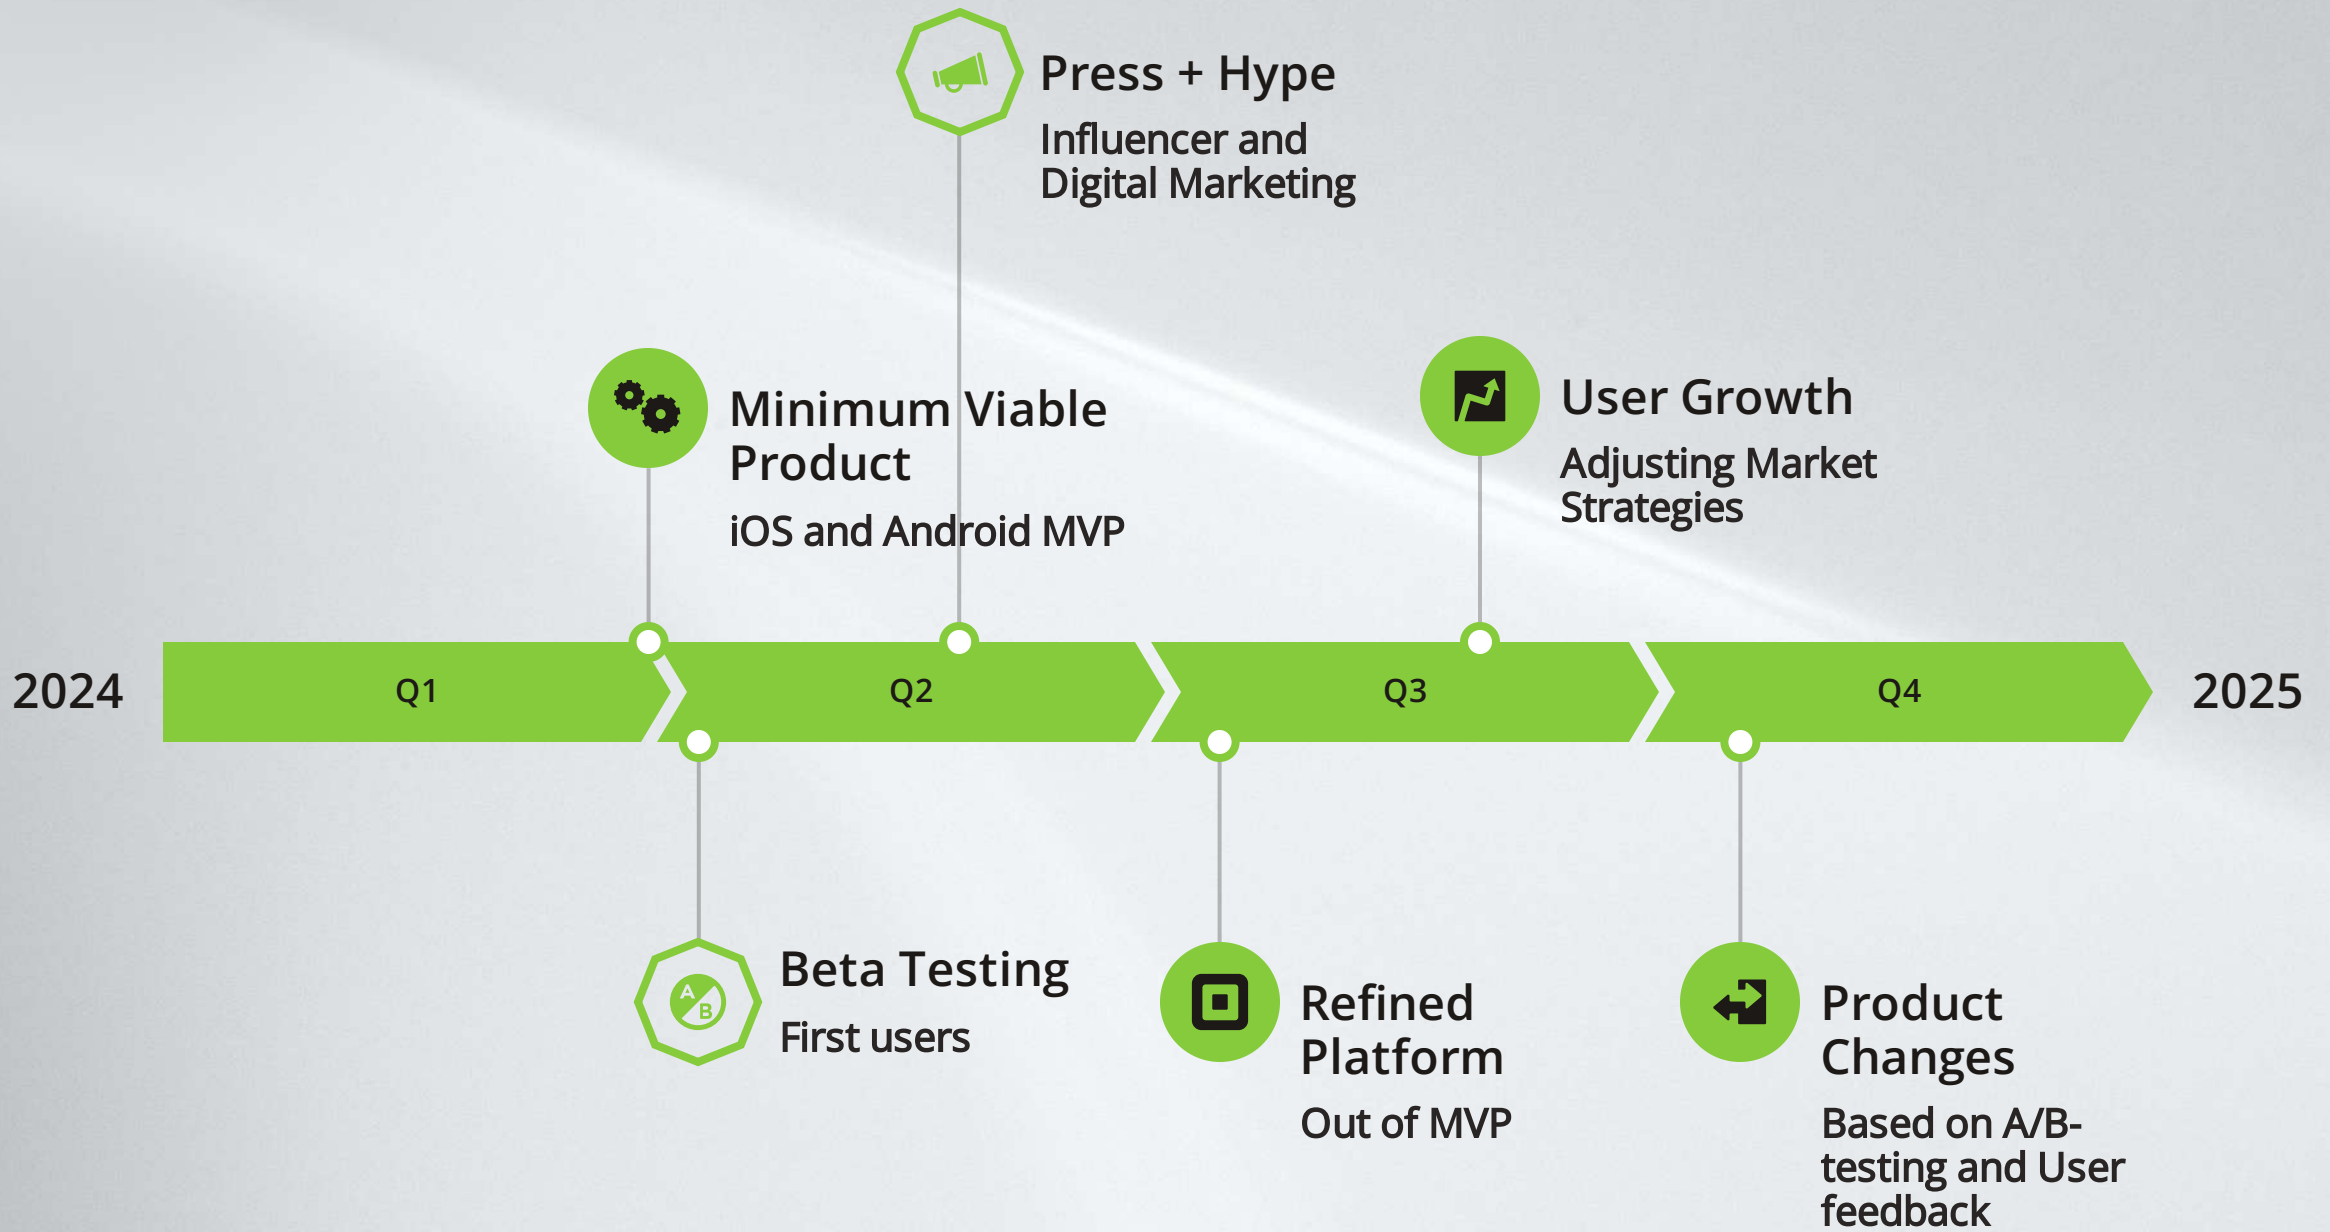 Press + Hype
Influencer and
Digital Marketing
Minimum Viable
Product
iOS and Android MVP
User Growth
Adjusting Market
Strategies
2024
Q1
Q2
Q3
Q4
2025
A
B
Beta Testing
First users
Refined
Platform
Out of MVP
Product
Changes
Based on A/B-
testing and User
feedback